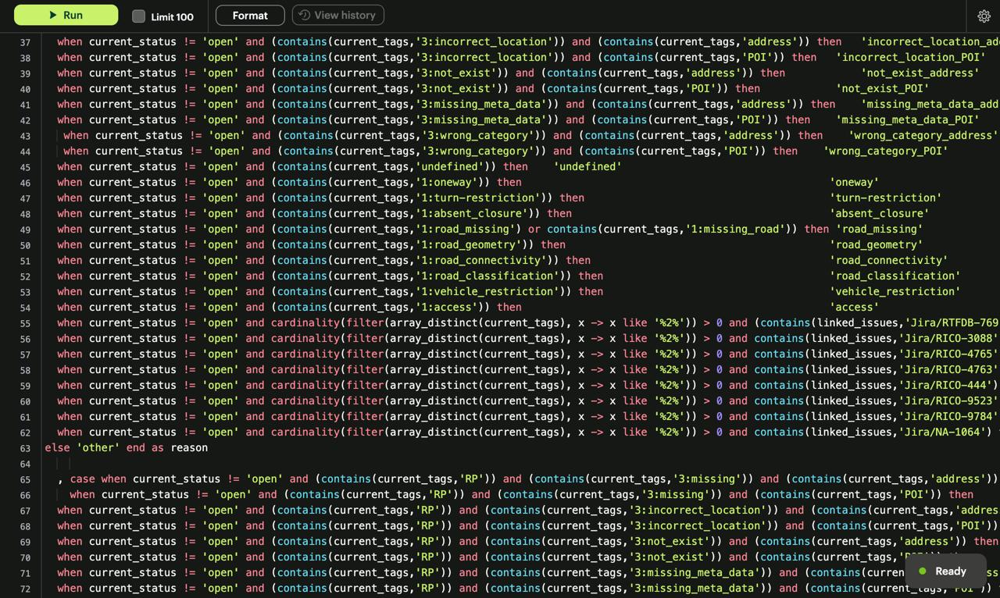 Run Limit 100 Format View history
37 when current_status != 'open' and (contains(current_tags,'3:incorrect_location')) and (contains(current_tags,'address')) then 'incorrect_location_ad
38 when current_status != 'open' and (contains(current_tags,'3:incorrect_location')) and (contains(current_tags,'POI')) then 'incorrect_location_POI'
39 when current_status != 'open' and (contains(current_tags,'3:not_exist')) and (contains(current_tags,'address')) then 'not_exist_address'
40 when current_status != 'open' and (contains(current_tags,'3:not_exist')) and (contains(current_tags,'POI')) then 'not_exist_POI'
41 when current_status != 'open' and (contains(current_tags,'3:missing_meta_data')) and (contains(current_tags,'address')) then 'missing_meta_data_add
42 when current_status != 'open' and (contains(current_tags,'3:missing_meta_data')) and (contains(current_tags,'POI')) then 'missing_meta_data_POI'
43 when current_status != 'open' and (contains(current_tags,'3:wrong_category')) and (contains(current_tags,'address')) then 'wrong_category_address'
44 when current_status != 'open' and (contains(current_tags,'3:wrong_category')) and (contains(current_tags,'POI')) then 'wrong_category_POI'
45 when current_status != 'open' and (contains(current_tags,'undefined')) then 'undefined'
46 when current_status != 'open' and (contains(current_tags,'1:oneway')) then 'oneway'
47 when current_status != 'open' and (contains(current_tags,'1:turn-restriction')) then 'turn-restriction'
48 when current_status != 'open' and (contains(current_tags,'1:absent_closure')) then 'absent_closure'
49 when current_status != 'open' and (contains(current_tags,'1:road_missing') or contains(current_tags,'1:missing_road')) then 'road_missing'
50 when current_status != 'open' and (contains(current_tags,'1:road_geometry')) then 'road_geometry'
51 when current_status != 'open' and (contains(current_tags,'1:road_connectivity')) then 'road_connectivity'
52 when current_status != 'open' and (contains(current_tags,'1:road_classification')) then 'road_classification'
53 when current_status != 'open' and (contains(current_tags,'1:vehicle_restriction')) then 'vehicle_restriction'
54 when current_status != 'open' and (contains(current_tags,'1:access')) then 'access'
55 when current_status != 'open' and cardinality(filter(array_distinct(current_tags), x -> x like '%2%')) > 0 and (contains(linked_issues,'Jira/RTFDB-769
56 when current_status != 'open' and cardinality(filter(array_distinct(current_tags), x -> x like '%2%')) > 0 and contains(linked_issues,'Jira/RICO-3088'
57 when current_status != 'open' and cardinality(filter(array_distinct(current_tags), x -> x like '%2%')) > 0 and contains(linked_issues,'Jira/RICO-4765'
58 when current_status != 'open' and cardinality(filter(array_distinct(current_tags), x -> x like '%2%')) > 0 and contains(linked_issues,'Jira/RICO-4763'
59 when current_status != 'open' and cardinality(filter(array_distinct(current_tags), x -> x like '%2%')) > 0 and contains(linked_issues,'Jira/RICO-444')
60 when current_status != 'open' and cardinality(filter(array_distinct(current_tags), x -> x like '%2%')) > 0 and contains(linked_issues,'Jira/RICO-9523'
61 when current_status != 'open' and cardinality(filter(array_distinct(current_tags), x -> x like '%2%')) > 0 and contains(linked_issues,'Jira/RICO-9784'
62 when current_status != 'open' and cardinality(filter(array_distinct(current_tags), x -> x like '%2%')) > 0 and contains(linked_issues,'Jira/NA-1064')
63 else 'other' end as reason
64
65 , case when current_status != 'open' and (contains(current_tags,'RP')) and (contains(current_tags,'3:missing')) and (contains(current_tags,'address'))
66 when current_status != 'open' and (contains(current_tags,'RP')) and (contains(current_tags,'3:missing')) and (contains(current_tags,'POI')) then
67 when current_status != 'open' and (contains(current_tags,'RP')) and (contains(current_tags,'3:incorrect_location')) and (contains(current_tags,'addres
68 when current_status != 'open' and (contains(current_tags,'RP')) and (contains(current_tags,'3:incorrect_location')) and (contains(current_tags,'POI'))
69 when current_status != 'open' and (contains(current_tags,'RP')) and (contains(current_tags,'3:not_exist')) and (contains(current_tags,'address')) then
70 when current_status != 'open' and (contains(current_tags,'RP')) and (contains(current_tags,'3:not_exist')) and (contains(current_tags,
71 when current_status != 'open' and (contains(current_tags,'RP')) and (contains(current_tags,'3:missing_meta_data')) and (contains(
72 when current_status != 'open' and (contains(current_tags,'RP')) and (contains(current_tags,'3:missing_meta_data')) and (contains(current_tags,'POI'
Ready